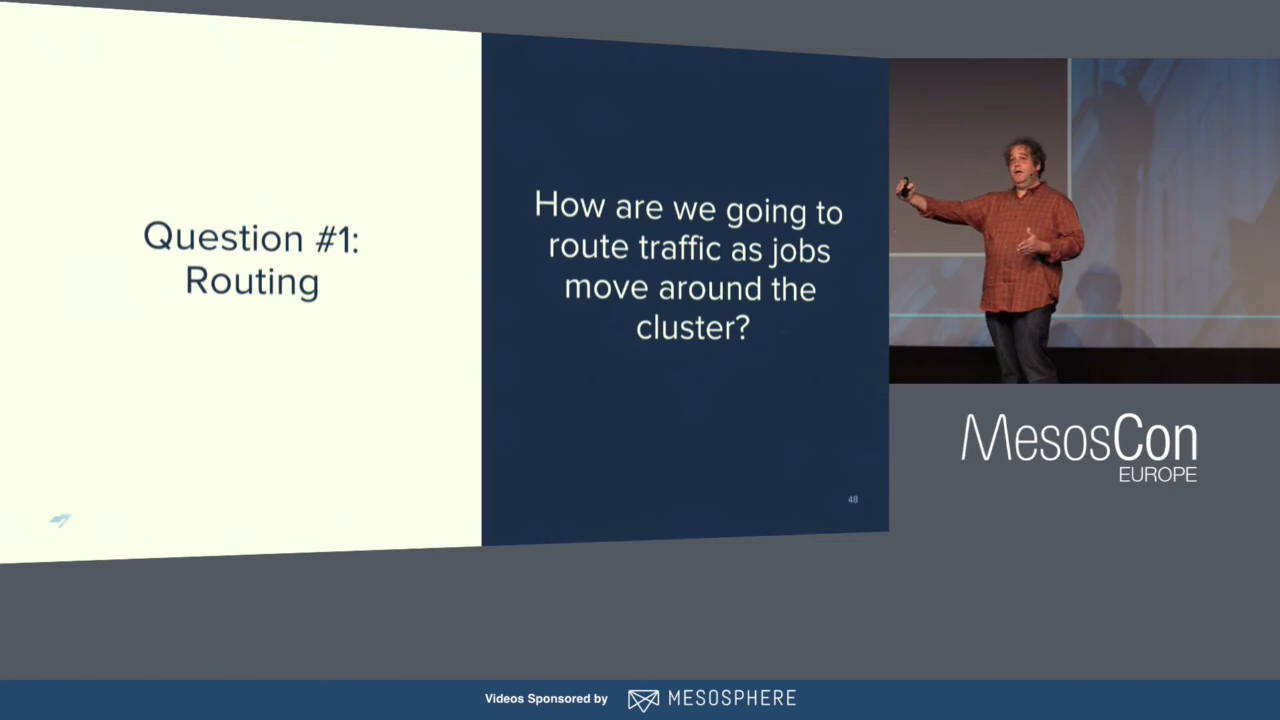 Question #1:
Routing
How are we going to
route traffic as jobs
move around the
cluster?
48
MesosCon
EUROPE
Videos Sponsored by MESOSPHERE